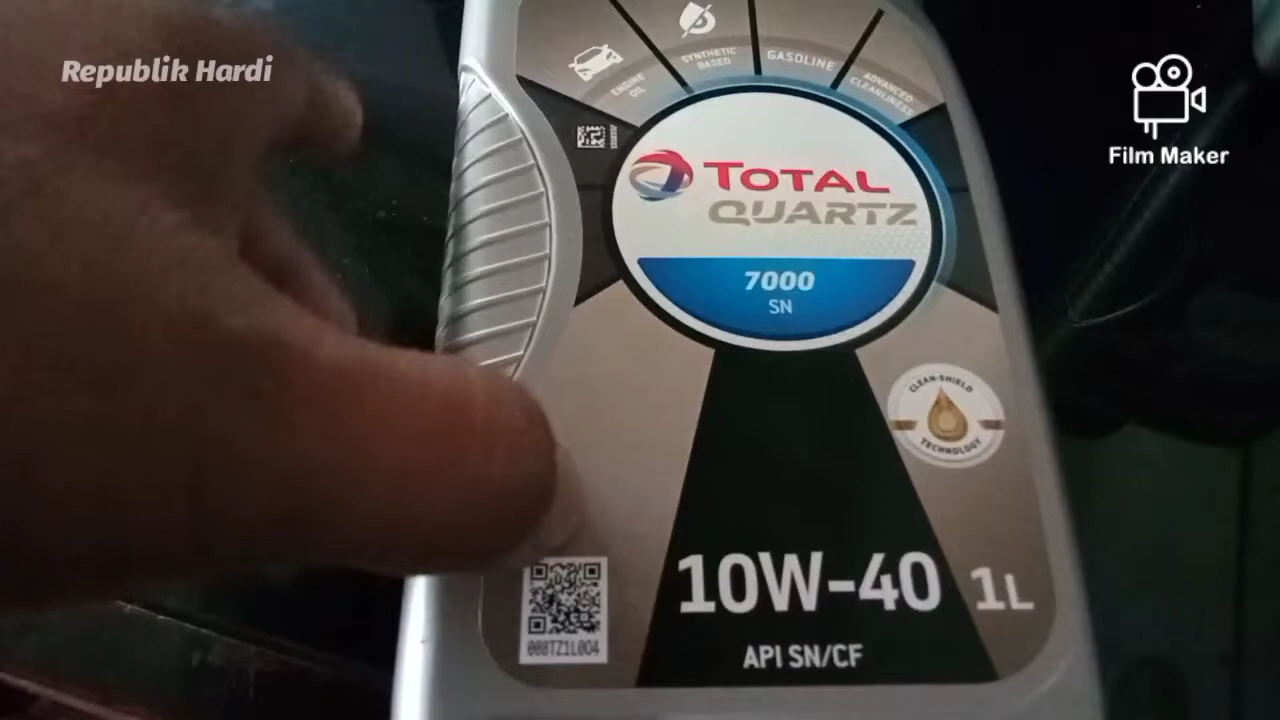 Republik Hardi
Film Maker
ENGINE
OIL
SYNTHETIC
BASED
GASOLINE
ADVANCED
CLEANLINESS
TOTAL
QUARTZ
7000
SN
CLEAN-SHIELD
TECHNOLOGY
10W-40 1L
API SN/CF